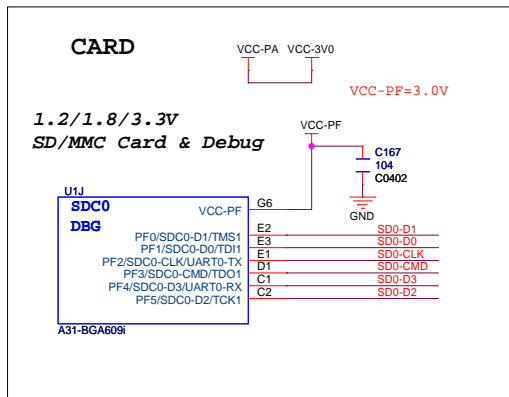 CARD
VCC-PA VCC-3V0
VCC-PF=3.0V
1.2/1.8/3.3V
SD/MMC Card & Debug
VCC-PF
C167
104
C0402
GND
U1J
SDC0
DBG
VCC-PF G6
PF0/SDC0-D1/TMS1 E2 SD0-D1
PF1/SDC0-D0/TDI1 E3 SD0-D0
PF2/SDC0-CLK/UART0-TX E1 SD0-CLK
PF3/SDC0-CMD/TDO1 D1 SD0-CMD
PF4/SDC0-D3/UART0-RX C1 SD0-D3
PF5/SDC0-D2/TCK1 C2 SD0-D2
A31-BGA609i